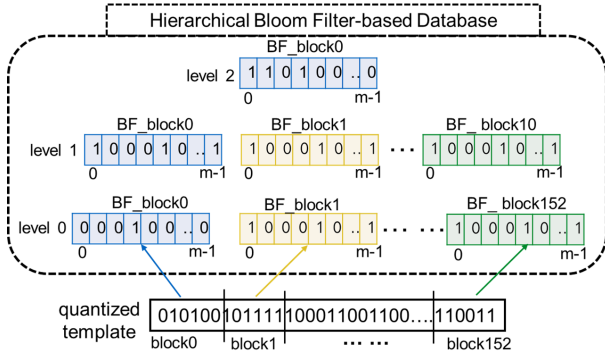 Hierarchical Bloom Filter-based Database
BF_block0
level 2 1 1 0 1 0 0 .. 0
0 m-1
BF_block0 BF_block1 BF_block10
level 1 1 0 0 0 1 0 .. 1 1 0 0 0 1 0 .. 1 ... 1 0 0 0 1 0 .. 1
0 m-1 0 m-1 0 m-1
BF_block0 BF_block1 BF_block152
level 0 0 0 0 1 0 0 .. 0 1 0 0 0 1 0 .. 1 ... ... 1 0 0 0 1 0 .. 1
0 m-1 0 m-1 0 m-1
quantized template 010100 101111 100011001100.... 110011
block0 block1 ... ... block152